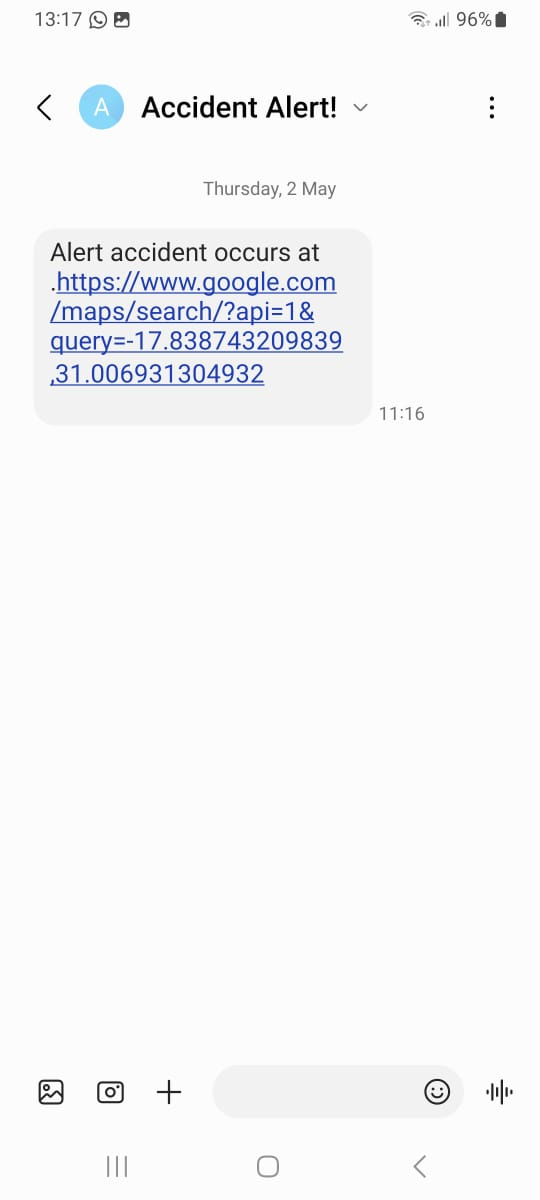 13:17 96%
A Accident Alert!
Thursday, 2 May
Alert accident occurs at
.https://www.google.com
/maps/search/?api=1&
query=-17.838743209839
,31.006931304932
11:16